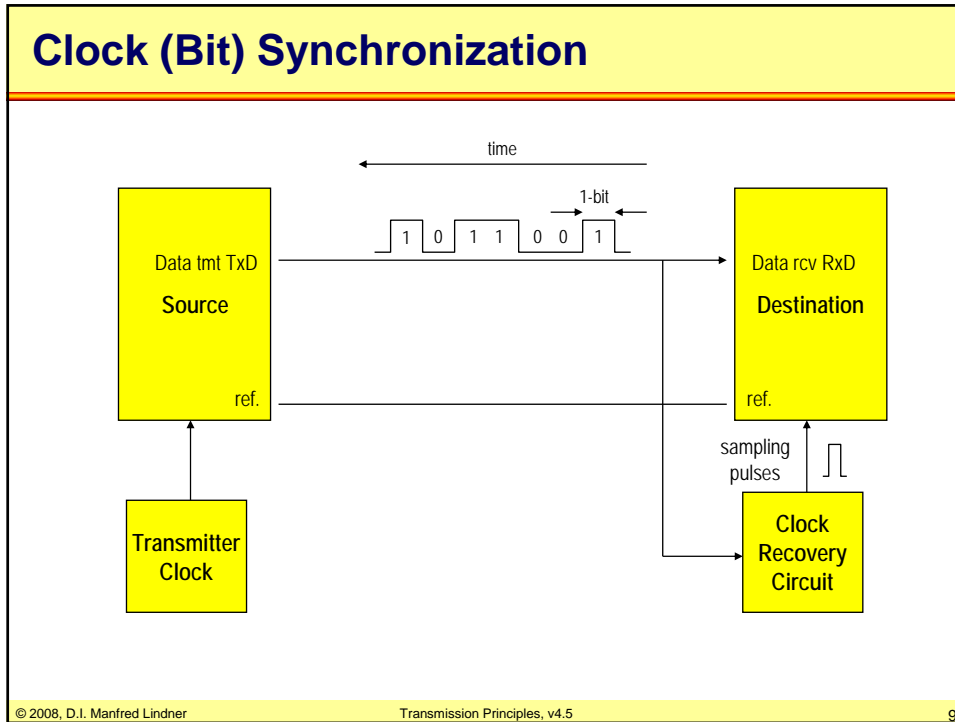 Clock (Bit) Synchronization
time
1-bit
1 0 1 1 0 0 1
Data tmt TxD
Source
ref.
Data rcv RxD
Destination
ref.
sampling
pulses
Transmitter
Clock
Clock
Recovery
Circuit
© 2008, D.I. Manfred Lindner Transmission Principles, v4.5 9